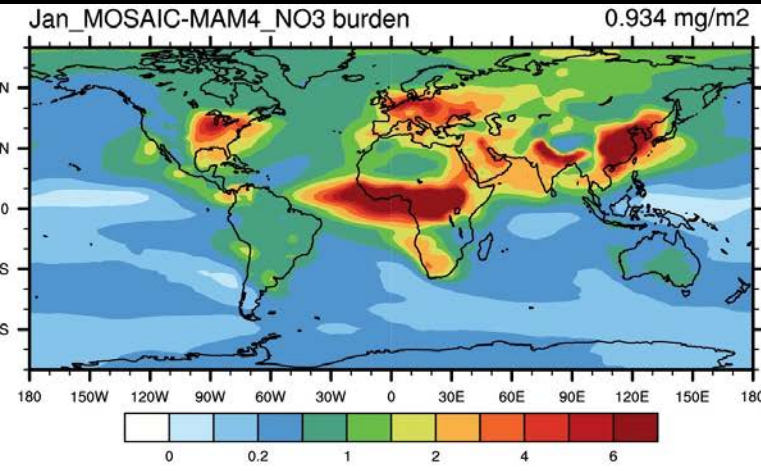 Jan_MOSAIC-MAM4_NO3 burden 0.934 mg/m2
N
N
0
S
S
180 150W 120W 90W 60W 30W 0 30E 60E 90E 120E 150E 180
0 0.2 1 2 4 6